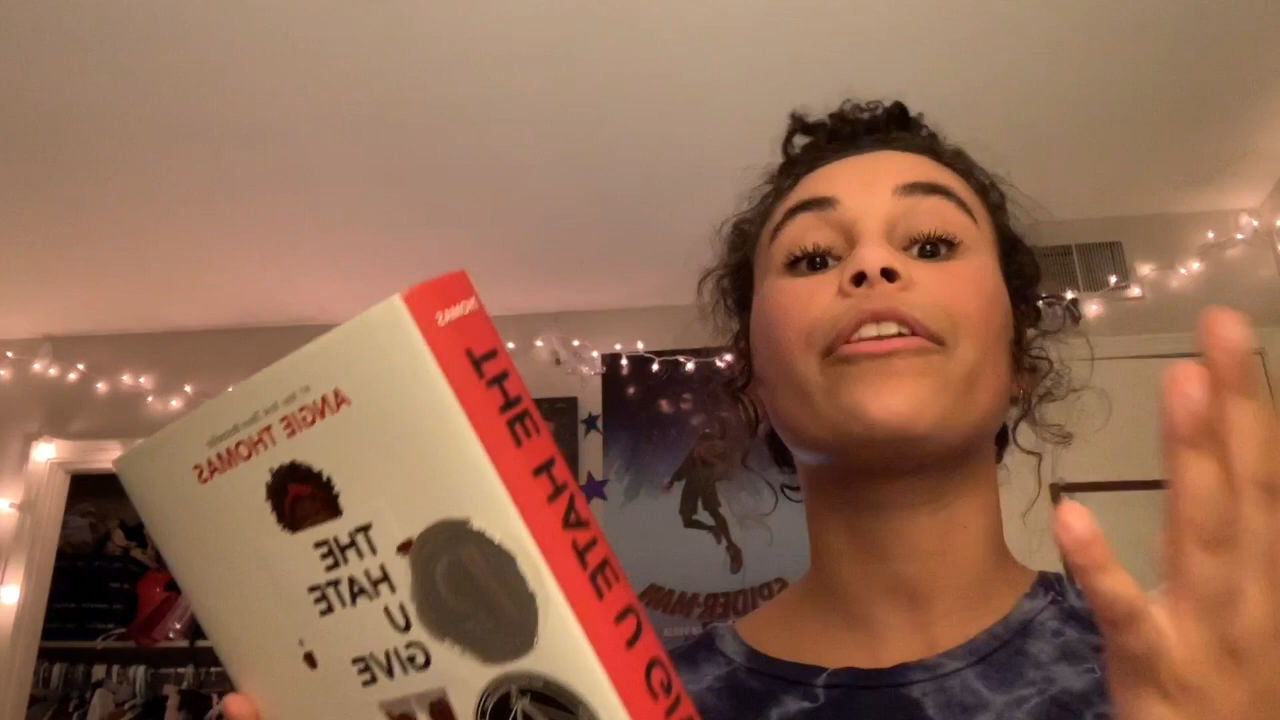 THOMAS
THE HATE U GIV
ANGIE THOMAS
THE
HATE
U
GIVE
SPIDER-MAN